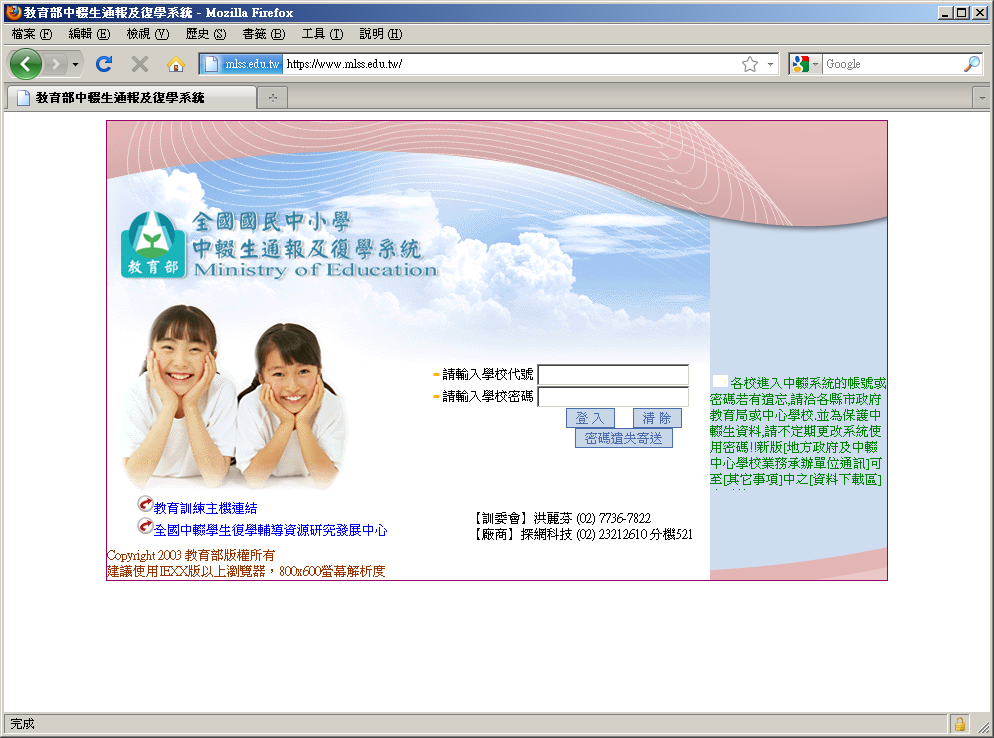 教育部中輟生通報及復學系統 - Mozilla Firefox
檔案(F) 編輯(E) 檢視(V) 歷史(S) 書籤(B) 工具(T) 說明(H)
mlss.edu.tw https://www.mlss.edu.tw/ Google
教育部中輟生通報及復學系統
全國國民中小學
中輟生通報及復學系統
Ministry of Education
教育部
請輸入學校代號
請輸入學校密碼
登 入 清 除
密碼遺失寄送
各校進入中輟系統的帳號或
密碼若有遺忘,請洽各縣市政府
教育局或中心學校.並為保護中
輟生資料,請不定期更改系統使
用密碼!!新版[地方政府及中輟
中心學校業務承辦單位通訊]可
至[其它事項]中之[資料下載區]
教育訓練主機連結
全國中輟學生復學輔導資源研究發展中心
【訓委會】洪麗芬 (02) 7736-7822
【廠商】探網科技 (02) 23212610 分機521
Copyright 2003 教育部版權所有
建議使用IEXX版以上瀏覽器，800x600螢幕解析度
完成